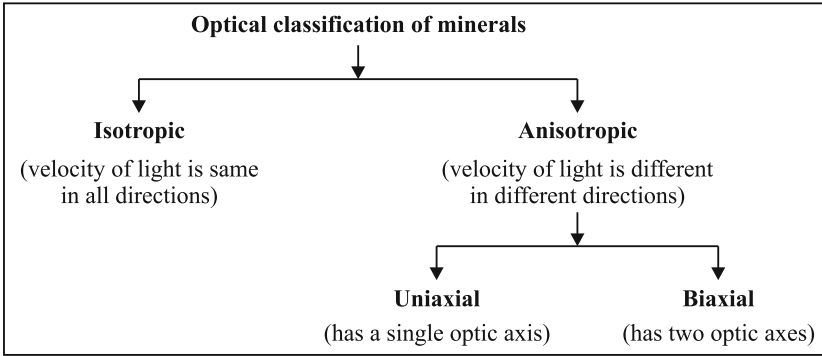 Optical classification of minerals
Isotropic
(velocity of light is same
in all directions)
Anisotropic
(velocity of light is different
in different directions)
Uniaxial
(has a single optic axis)
Biaxial
(has two optic axes)